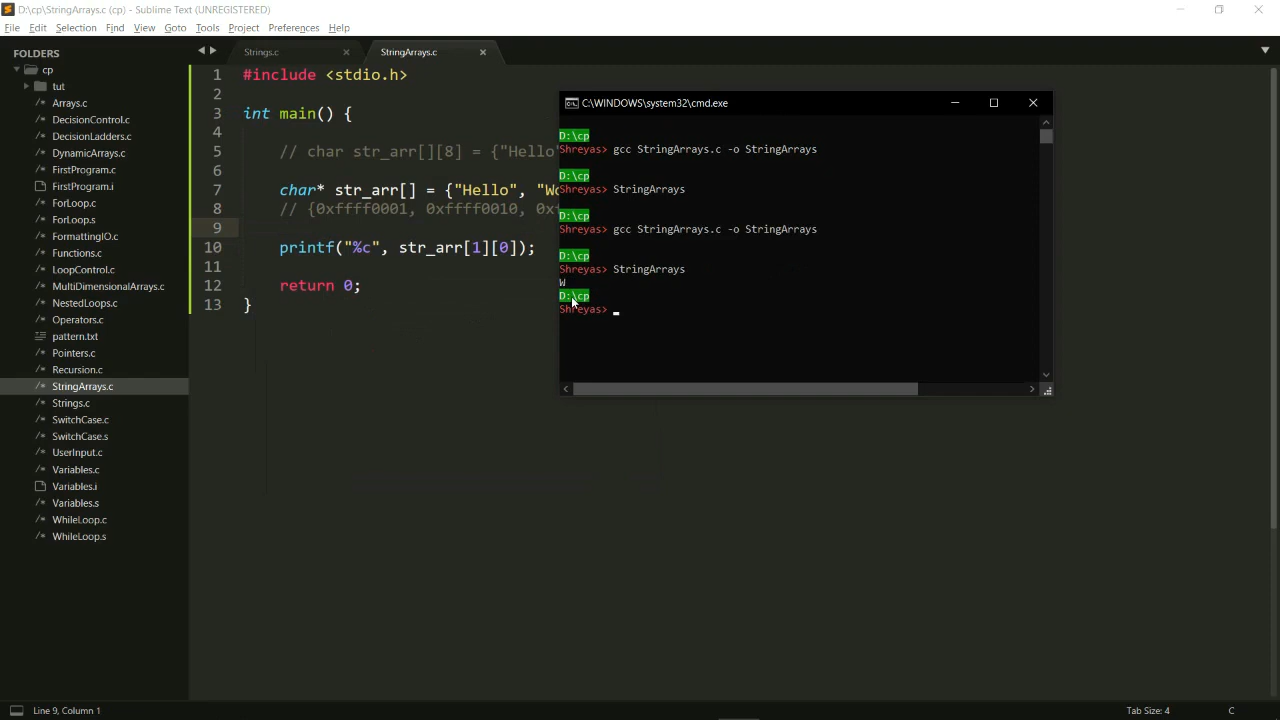 D:\cp\StringArrays.c (cp) - Sublime Text (UNREGISTERED)
File Edit Selection Find View Goto Tools Project Preferences Help
FOLDERS
cp
tut
Arrays.c
DecisionControl.c
DecisionLadders.c
DynamicArrays.c
FirstProgram.c
FirstProgram.i
ForLoop.c
ForLoop.s
FormattingIO.c
Functions.c
LoopControl.c
MultiDimensionalArrays.c
NestedLoops.c
Operators.c
pattern.txt
Pointers.c
Recursion.c
StringArrays.c
Strings.c
SwitchCase.c
SwitchCase.s
UserInput.c
Variables.c
Variables.i
Variables.s
WhileLoop.c
WhileLoop.s
Strings.c StringArrays.c
1 #include <stdio.h>
2
3 int main() {
4
5 // char str_arr[][8] = {"Hello"
6
7 char* str_arr[] = {"Hello", "Wo
8 // {0xffff0001, 0xffff0010, 0x
9
10 printf("%c", str_arr[1][0]);
11
12 return 0;
13 }
C:\WINDOWS\system32\cmd.exe
D:\cp
Shreyas> gcc StringArrays.c -o StringArrays
D:\cp
Shreyas> StringArrays
D:\cp
Shreyas> gcc StringArrays.c -o StringArrays
D:\cp
Shreyas> StringArrays
W
D:\cp
Shreyas>
Line 9, Column 1
Tab Size: 4
C